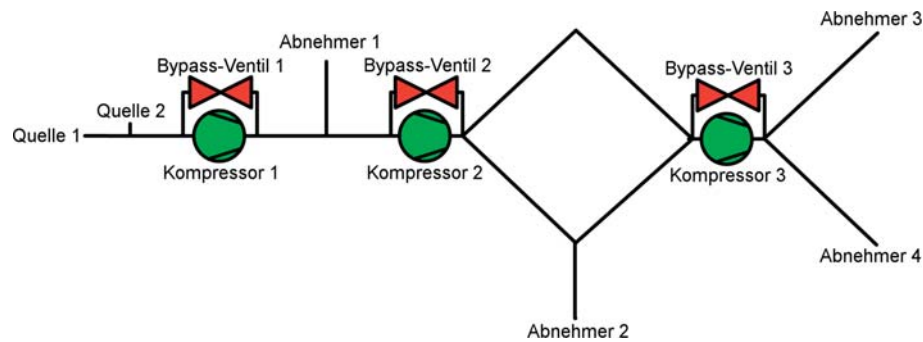 Abnehmer 3
Abnehmer 1
Bypass-Ventil 1
Bypass-Ventil 2
Bypass-Ventil 3
Quelle 2
Quelle 1
Kompressor 1
Kompressor 2
Kompressor 3
Abnehmer 4
Abnehmer 2